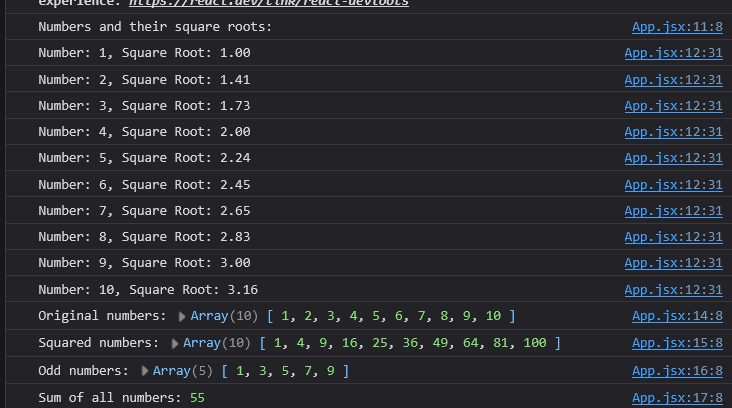 experience: https://react.dev/link/react-devtools
Numbers and their square roots: App.jsx:11:8
Number: 1, Square Root: 1.00 App.jsx:12:31
Number: 2, Square Root: 1.41 App.jsx:12:31
Number: 3, Square Root: 1.73 App.jsx:12:31
Number: 4, Square Root: 2.00 App.jsx:12:31
Number: 5, Square Root: 2.24 App.jsx:12:31
Number: 6, Square Root: 2.45 App.jsx:12:31
Number: 7, Square Root: 2.65 App.jsx:12:31
Number: 8, Square Root: 2.83 App.jsx:12:31
Number: 9, Square Root: 3.00 App.jsx:12:31
Number: 10, Square Root: 3.16 App.jsx:12:31
Original numbers: Array(10) [ 1, 2, 3, 4, 5, 6, 7, 8, 9, 10 ] App.jsx:14:8
Squared numbers: Array(10) [ 1, 4, 9, 16, 25, 36, 49, 64, 81, 100 ] App.jsx:15:8
Odd numbers: Array(5) [ 1, 3, 5, 7, 9 ] App.jsx:16:8
Sum of all numbers: 55 App.jsx:17:8